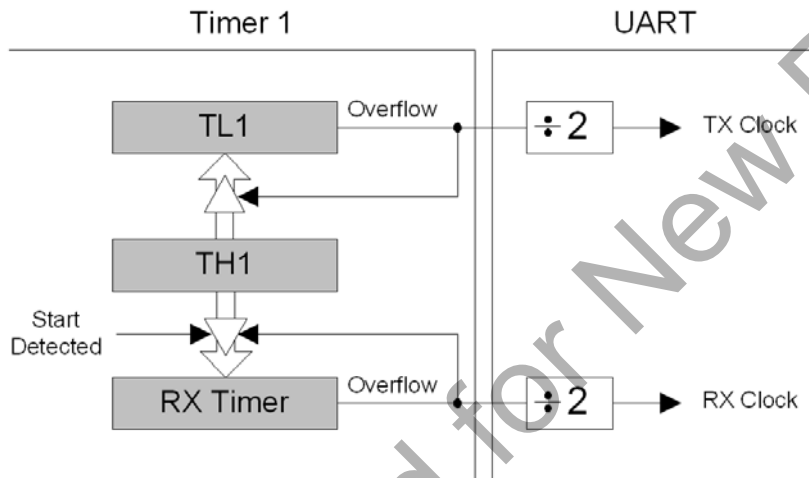 Timer 1
UART
TL1
Overflow
÷ 2
TX Clock
TH1
Start
Detected
RX Timer
Overflow
÷ 2
RX Clock
for New